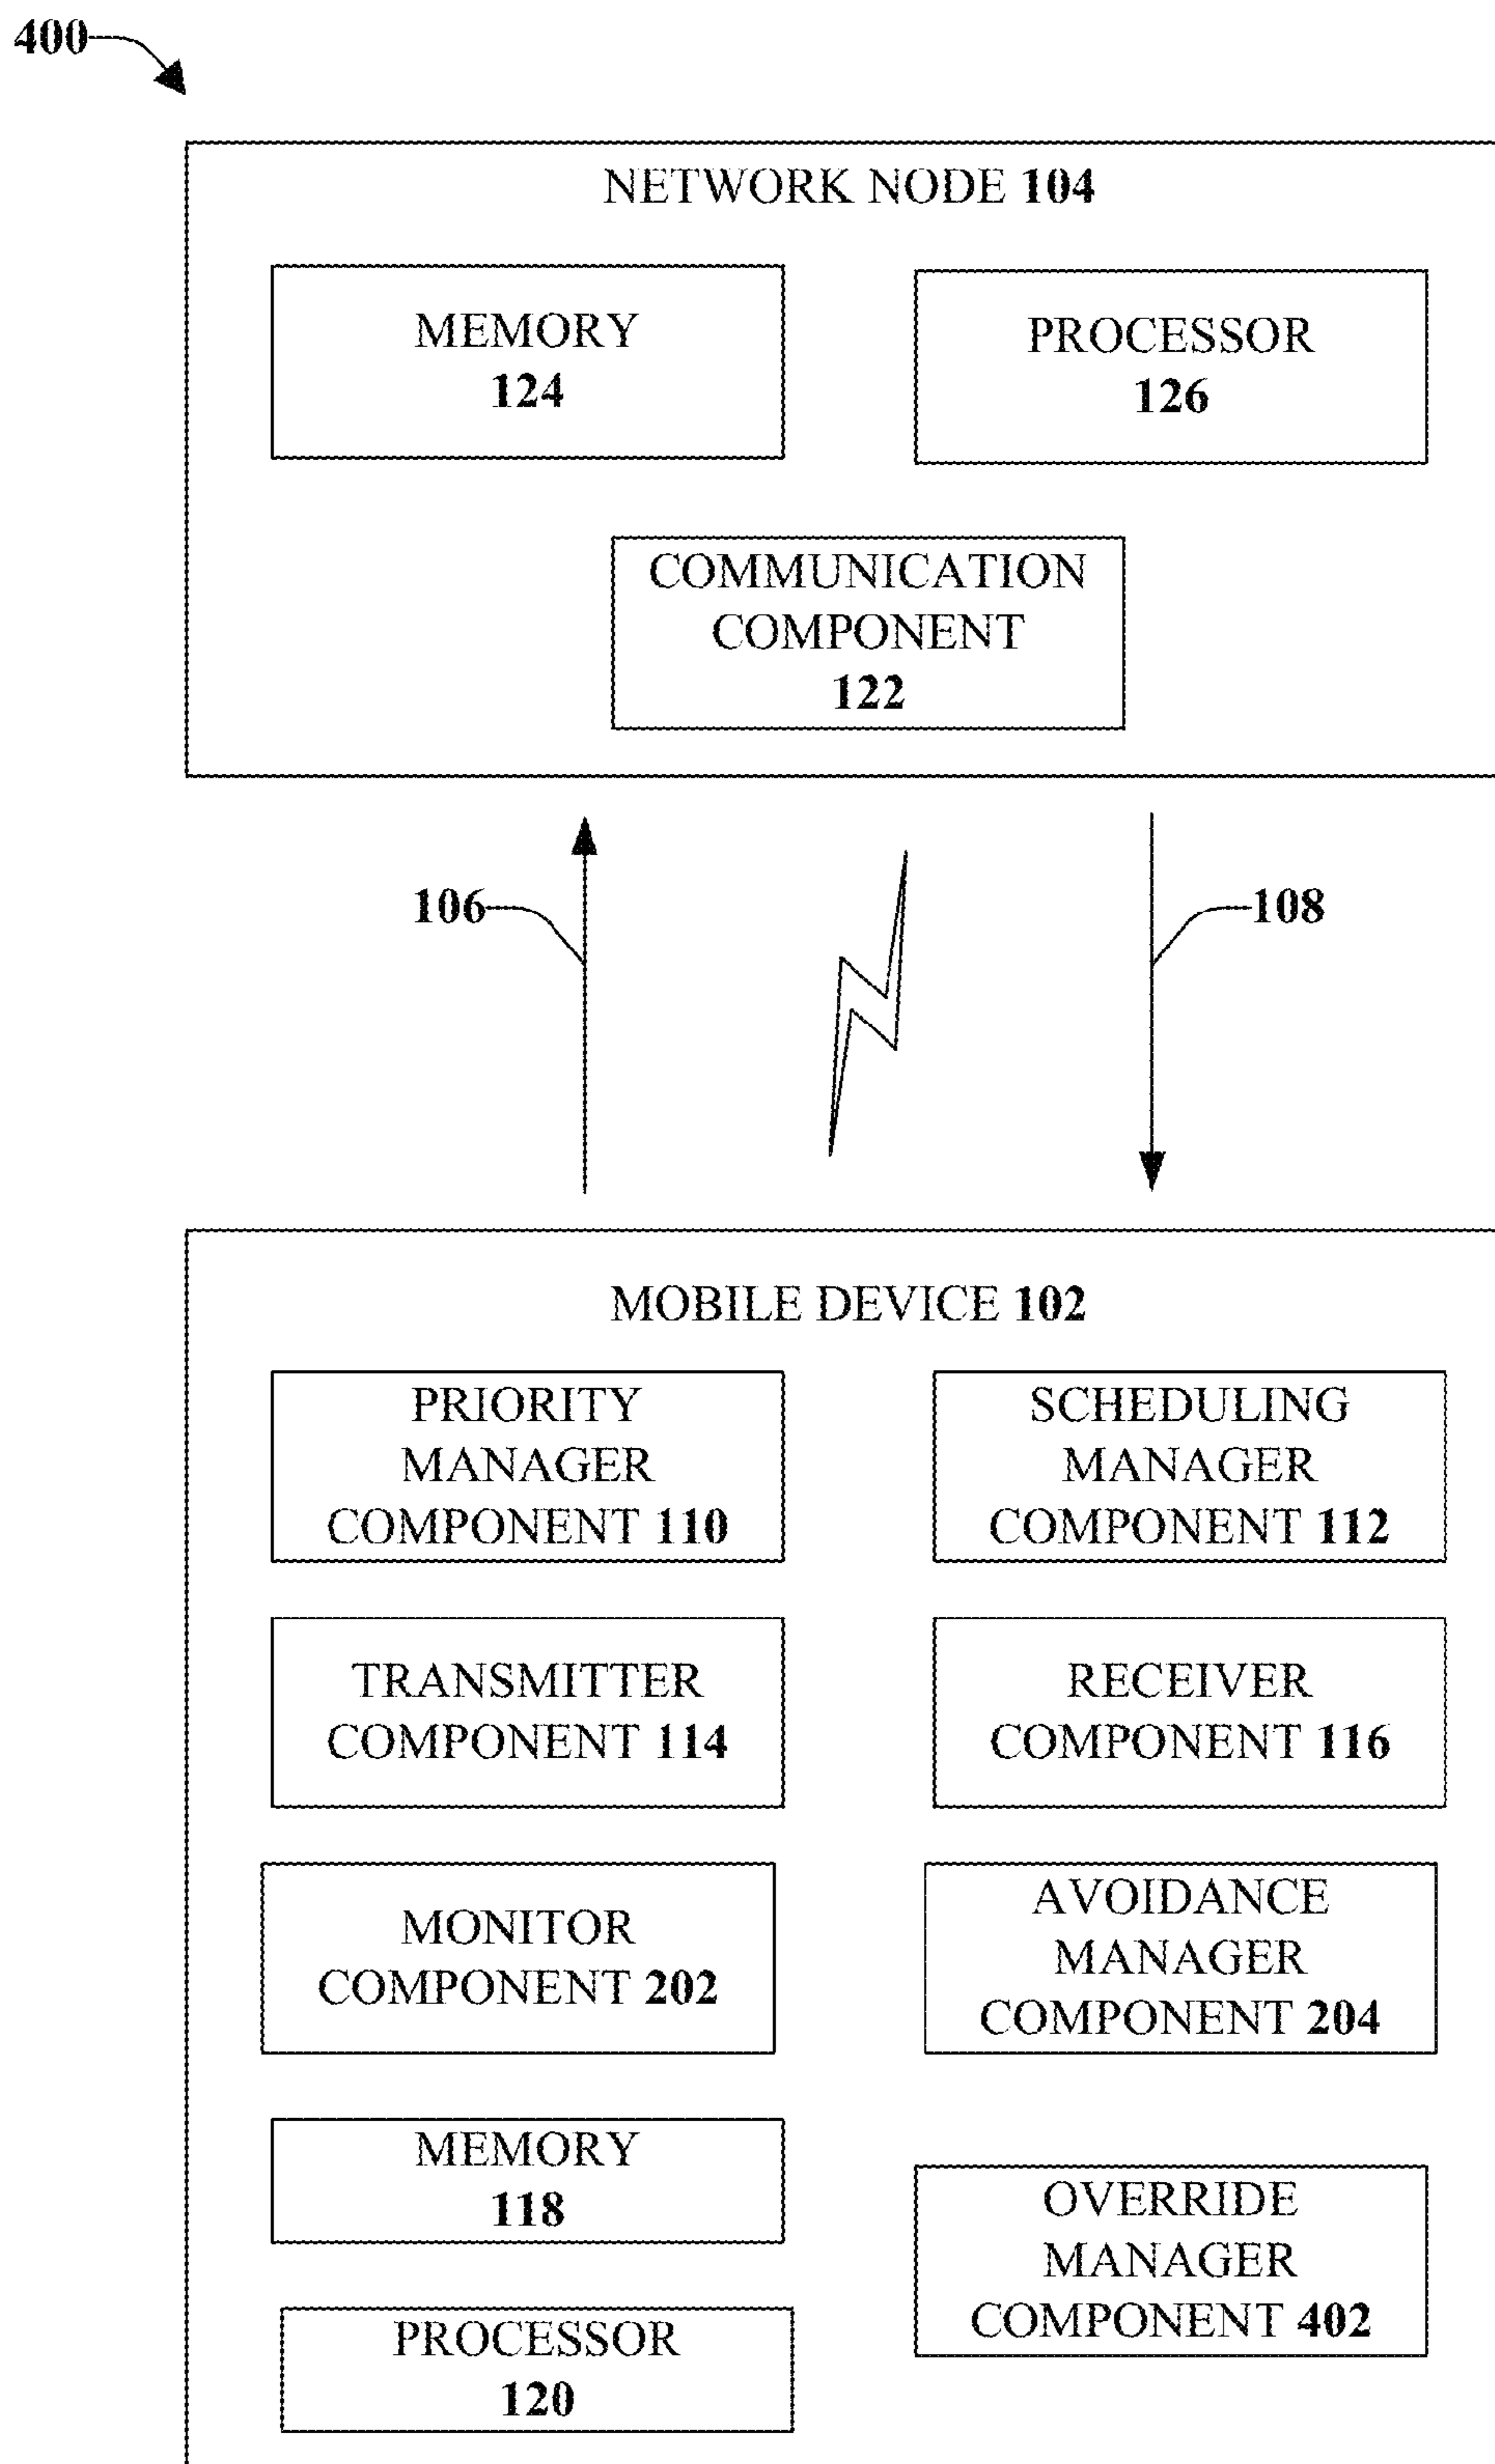 400
NETWORK NODE 104
MEMORY
124
PROCESSOR
126
COMMUNICATION
COMPONENT
122
106
108
MOBILE DEVICE 102
PRIORITY
MANAGER
COMPONENT 110
SCHEDULING
MANAGER
COMPONENT 112
TRANSMITTER
COMPONENT 114
RECEIVER
COMPONENT 116
MONITOR
COMPONENT 202
AVOIDANCE
MANAGER
COMPONENT 204
MEMORY
118
OVERRIDE
MANAGER
COMPONENT 402
PROCESSOR
120